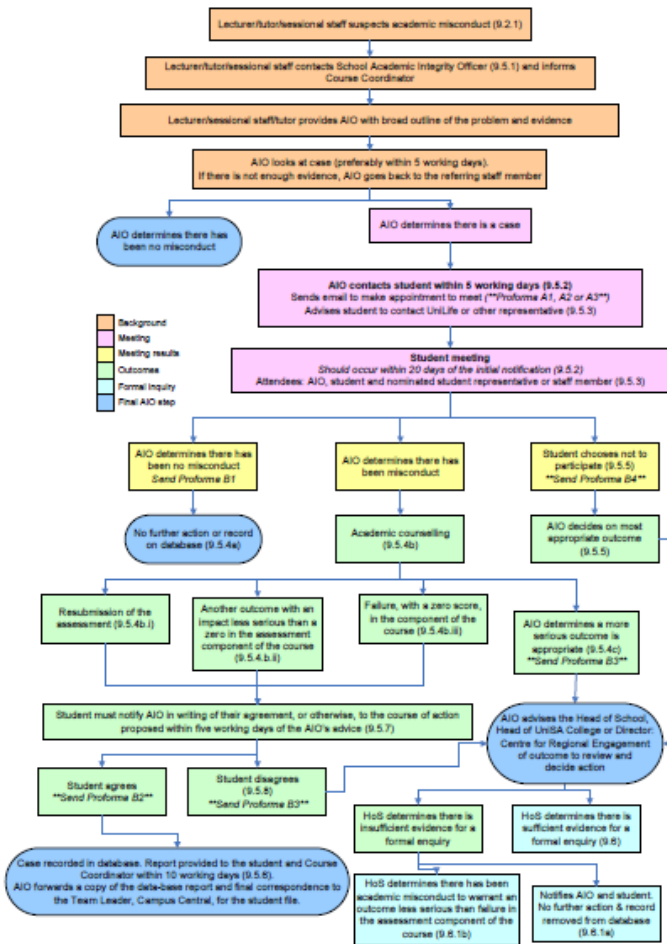 Lecturer/tutor/sessional staff suspects academic misconduct (9.2.1)
Lecturer/tutor/sessional staff contacts School Academic Integrity Officer (9.5.1) and informs
Course Coordinator
Lecturer/sessional staff/tutor provides AIO with broad outline of the problem and evidence
AIO looks at case (preferably within 5 working days).
If there is not enough evidence, AIO goes back to the referring staff member
AIO determines there has
been no misconduct
AIO determines there is a case
AIO contacts student within 5 working days (9.5.2)
Sends email to make appointment to meet (**Proforma A1, A2 or A3**)
Advises student to contact UniLife or other representative (9.5.3)
Background
Meeting
Meeting results
Outcomes
Formal inquiry
Final AIO step
Student meeting
Should occur within 20 days of the initial notification (9.5.2)
Attendees: AIO, student and nominated student representative or staff member (9.5.3)
AIO determines there has
been no misconduct
Send Proforma B1
AIO determines there has
been misconduct
Student chooses not to
participate (9.5.5)
**Send Proforma B4**
No further action or record
on database (9.5.4a)
Academic counselling
(9.5.4b)
AIO decides on most
appropriate outcome
(9.5.5)
Resubmission of the
assessment (9.5.4b.i)
Another outcome with an
impact less serious than a
zero in the assessment
component of the course
(9.5.4.b.ii)
Failure, with a zero score,
in the component of the
course (9.5.4b.iii)
AIO determines a more
serious outcome is
appropriate (9.5.4c)
**Send Proforma B3**
Student must notify AIO in writing of their agreement, or otherwise, to the course of action
proposed within five working days of the AIO's advice (9.5.7)
AIO advises the Head of School,
Head of UniSA College or Director:
Centre for Regional Engagement
of outcome to review and
decide action
Student agrees
**Send Proforma B2**
Student disagrees
(9.5.8)
**Send Proforma B3**
HoS determines there is
insufficient evidence for a
formal enquiry
HoS determines there is
sufficient evidence for a
formal enquiry (9.6)
Case recorded in database. Report provided to the student and Course
Coordinator within 10 working days (9.5.6).
AIO forwards a copy of the data-base report and final correspondence to
the Team Leader, Campus Central, for the student file.
HoS determines there has been
academic misconduct to warrant an
outcome less serious than failure in
the assessment component of the
course (9.6.1b)
Notifies AIO and student.
No further action & record
removed from database
(9.6.1a)